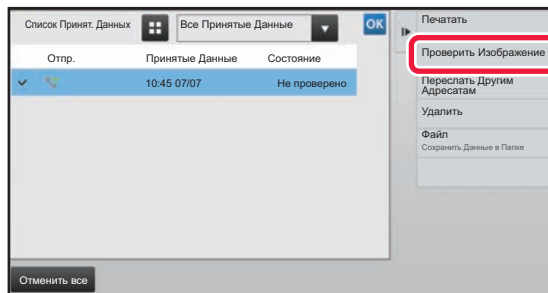 Список Принят. Данных
Все Принятые Данные
OK
Отпр.
Принятые Данные
Состояние
10:45 07/07
Не проверено
Отменить все
Печатать
Проверить Изображение
Переслать Другим
Адресатам
Удалить
Файл
Сохранить Данные в Папке